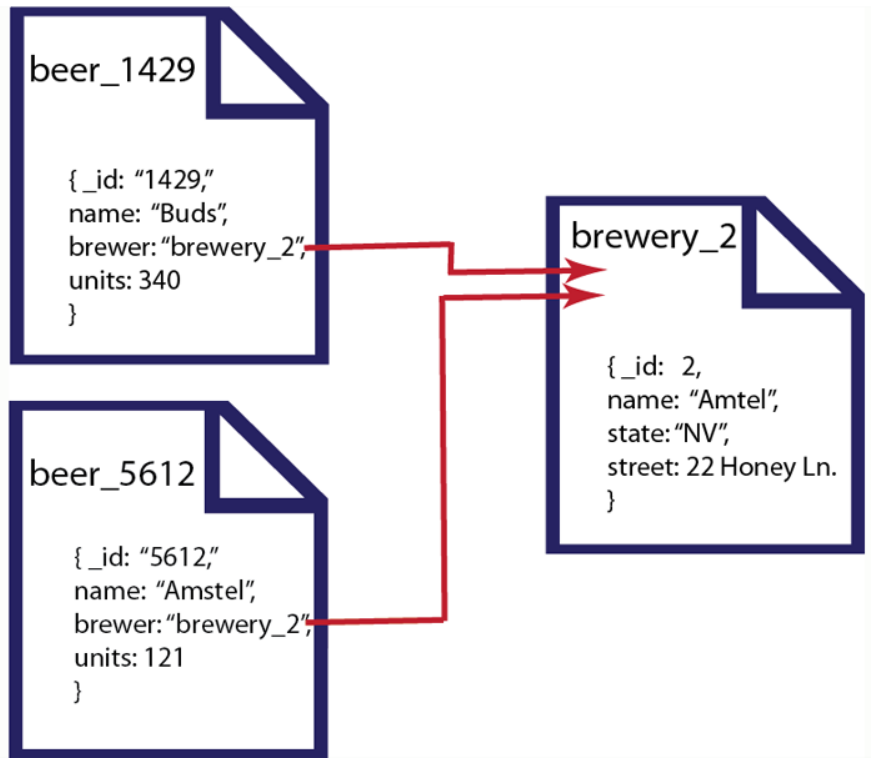 beer_1429
{ _id: “1429,”
name: “Buds”,
brewer: “brewery_2”,
units: 340
}
brewery_2
{ _id: 2,
name: “Amtel”,
state: “NV”,
street: 22 Honey Ln.
}
beer_5612
{ _id: “5612,”
name: “Amstel”,
brewer: “brewery_2”,
units: 121
}